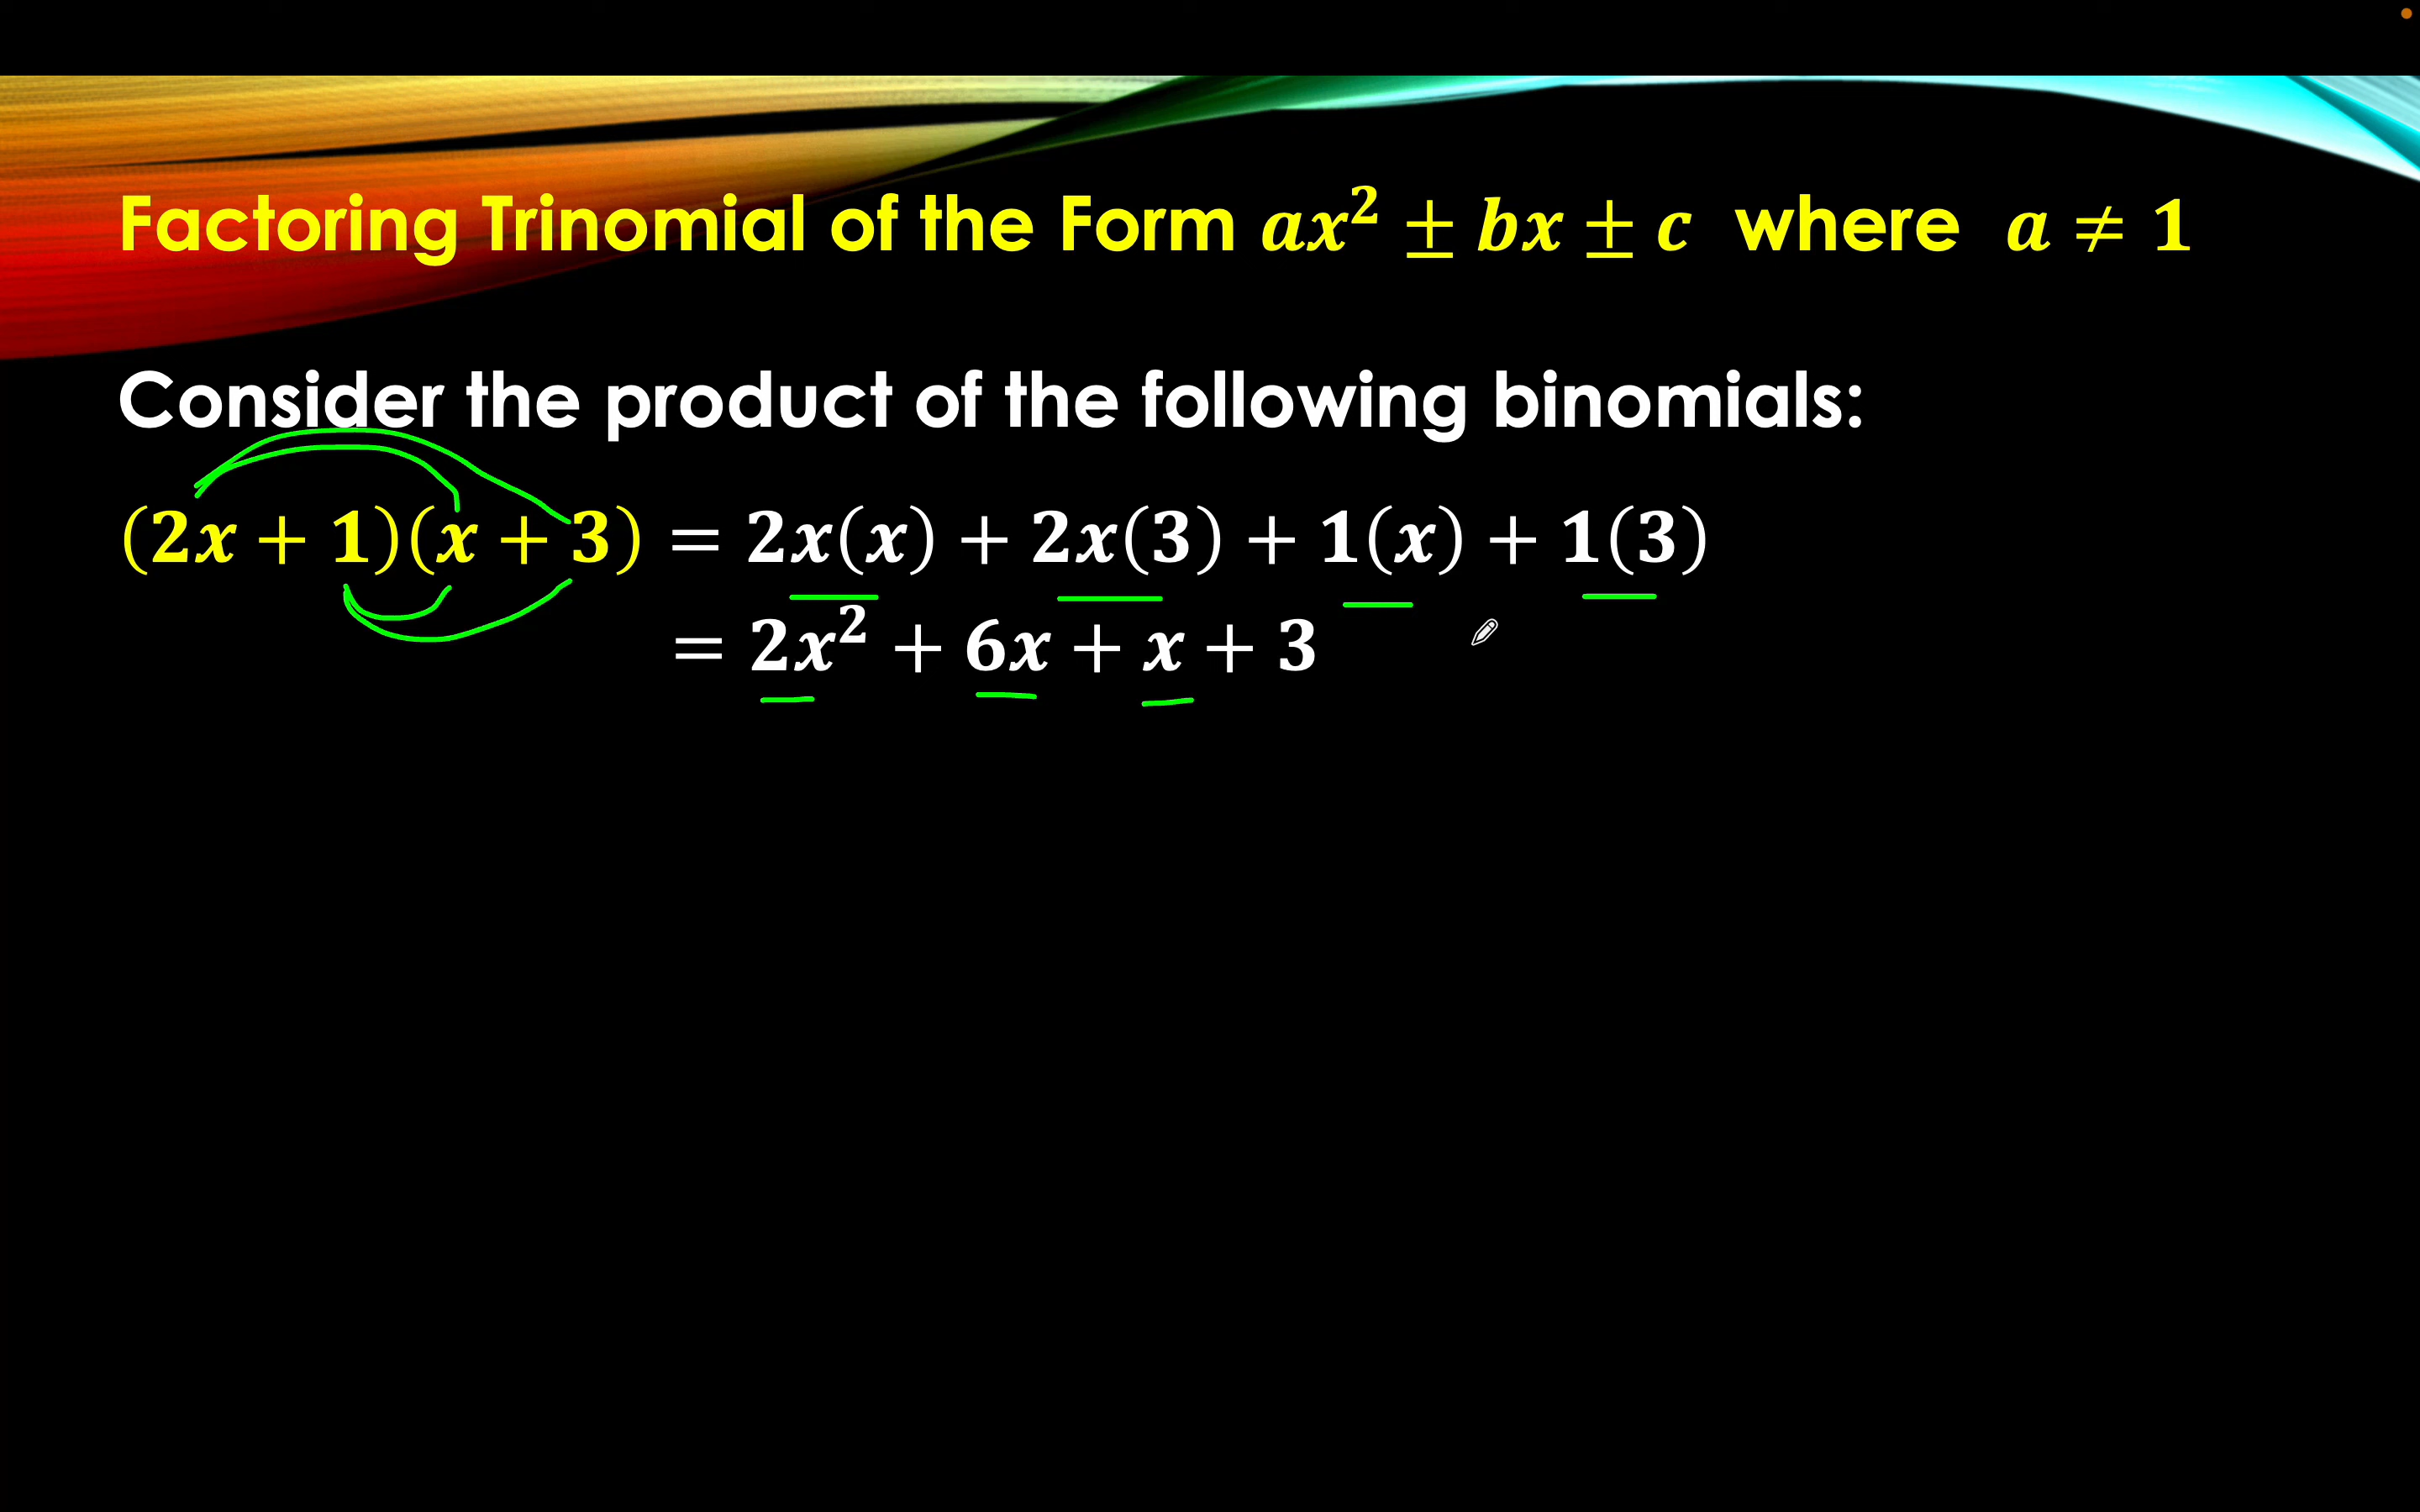 Factoring Trinomial of the Form ax² ± bx ± c where a ≠ 1
Consider the product of the following binomials:
(2x + 1)(x + 3) = 2x(x) + 2x(3) + 1(x) + 1(3)
= 2x² + 6x + x + 3